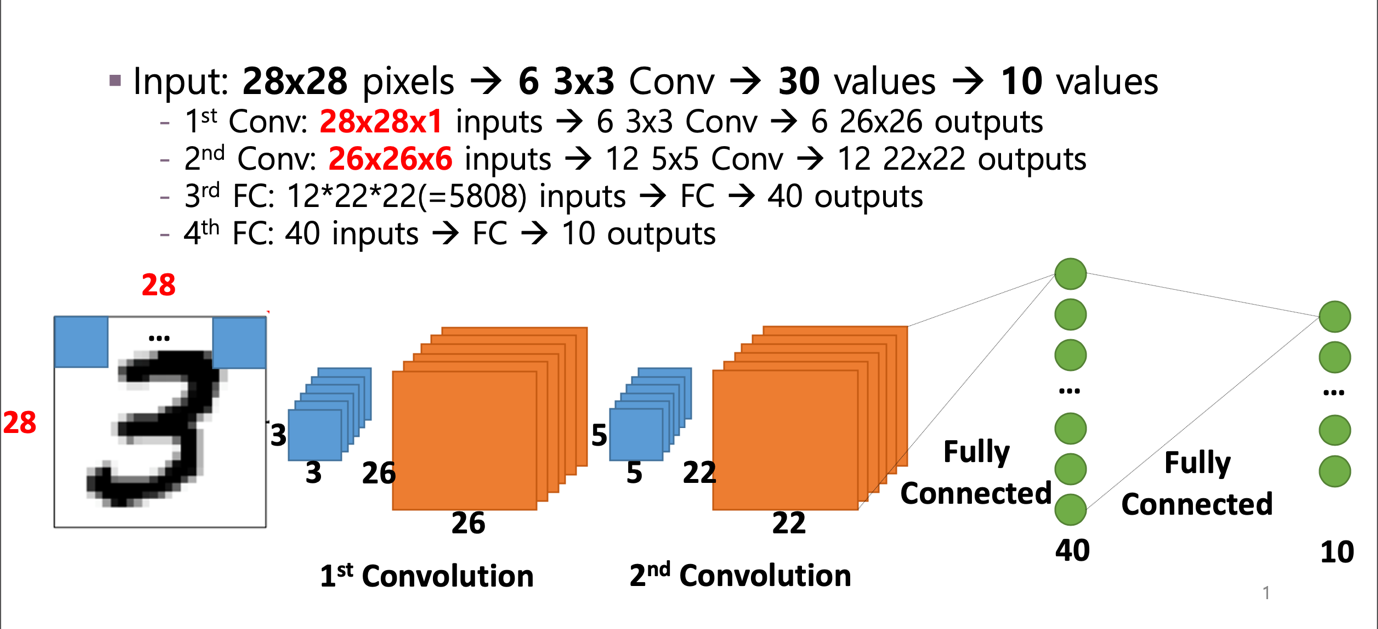 ▪ Input: 28x28 pixels → 6 3x3 Conv → 30 values → 10 values
- 1st Conv: 28x28x1 inputs → 6 3x3 Conv → 6 26x26 outputs
- 2nd Conv: 26x26x6 inputs → 12 5x5 Conv → 12 22x22 outputs
- 3rd FC: 12*22*22(=5808) inputs → FC → 40 outputs
- 4th FC: 40 inputs → FC → 10 outputs
28
...
28
3
3
3
26
26
5
5
22
22
Fully
Connected
...
40
Fully
Connected
...
10
1st Convolution
2nd Convolution
1